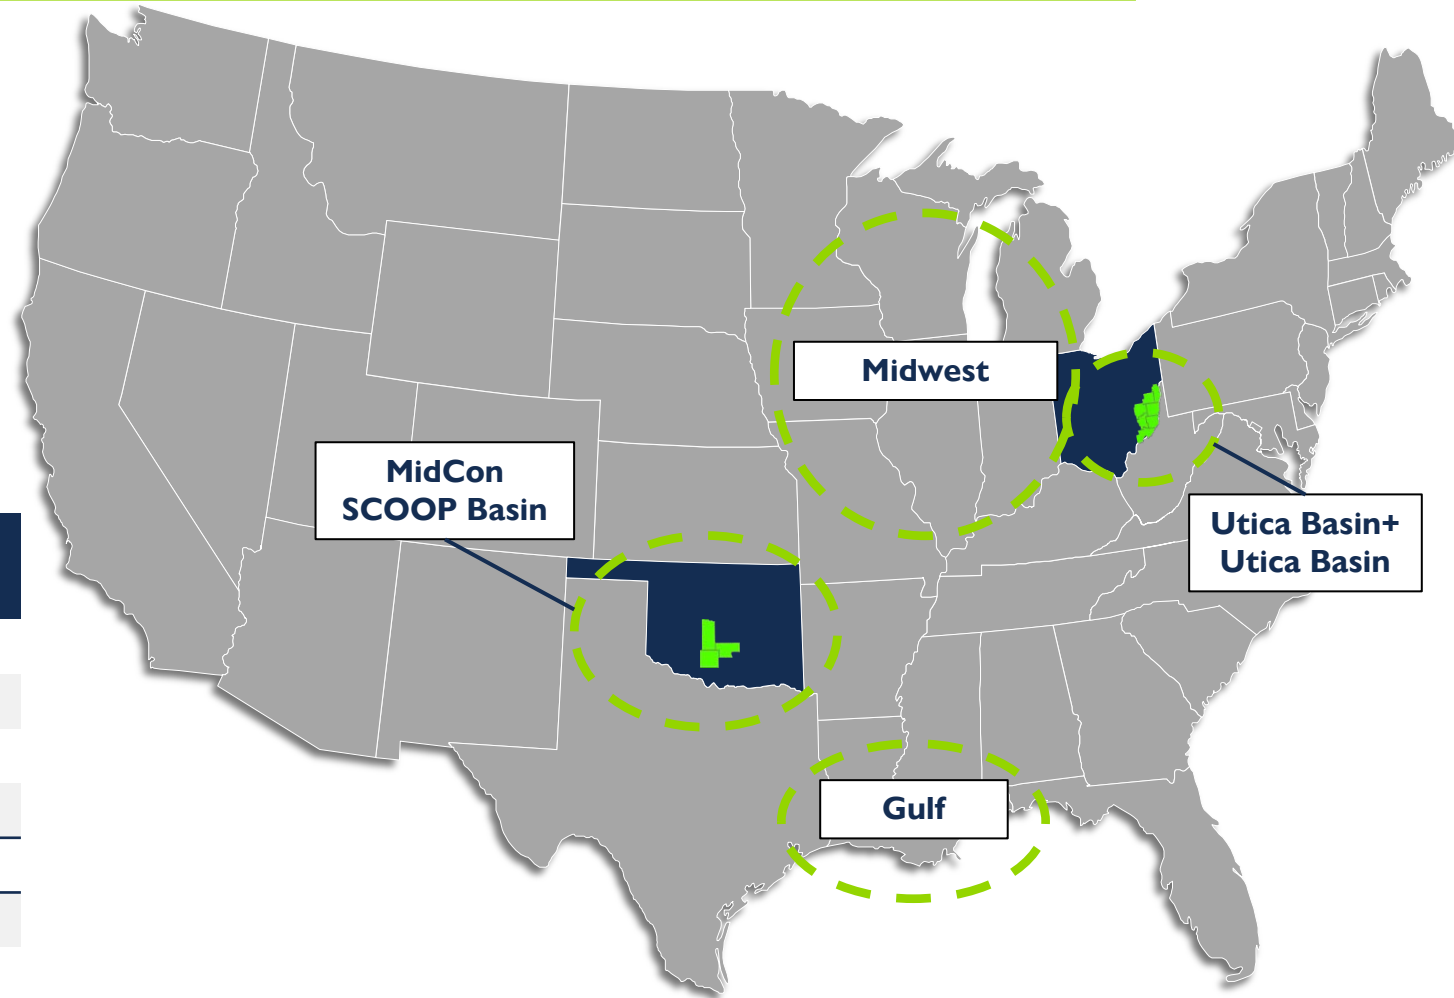 Midwest
MidCon
SCOOP Basin
Utica Basin+
Utica Basin
Gulf